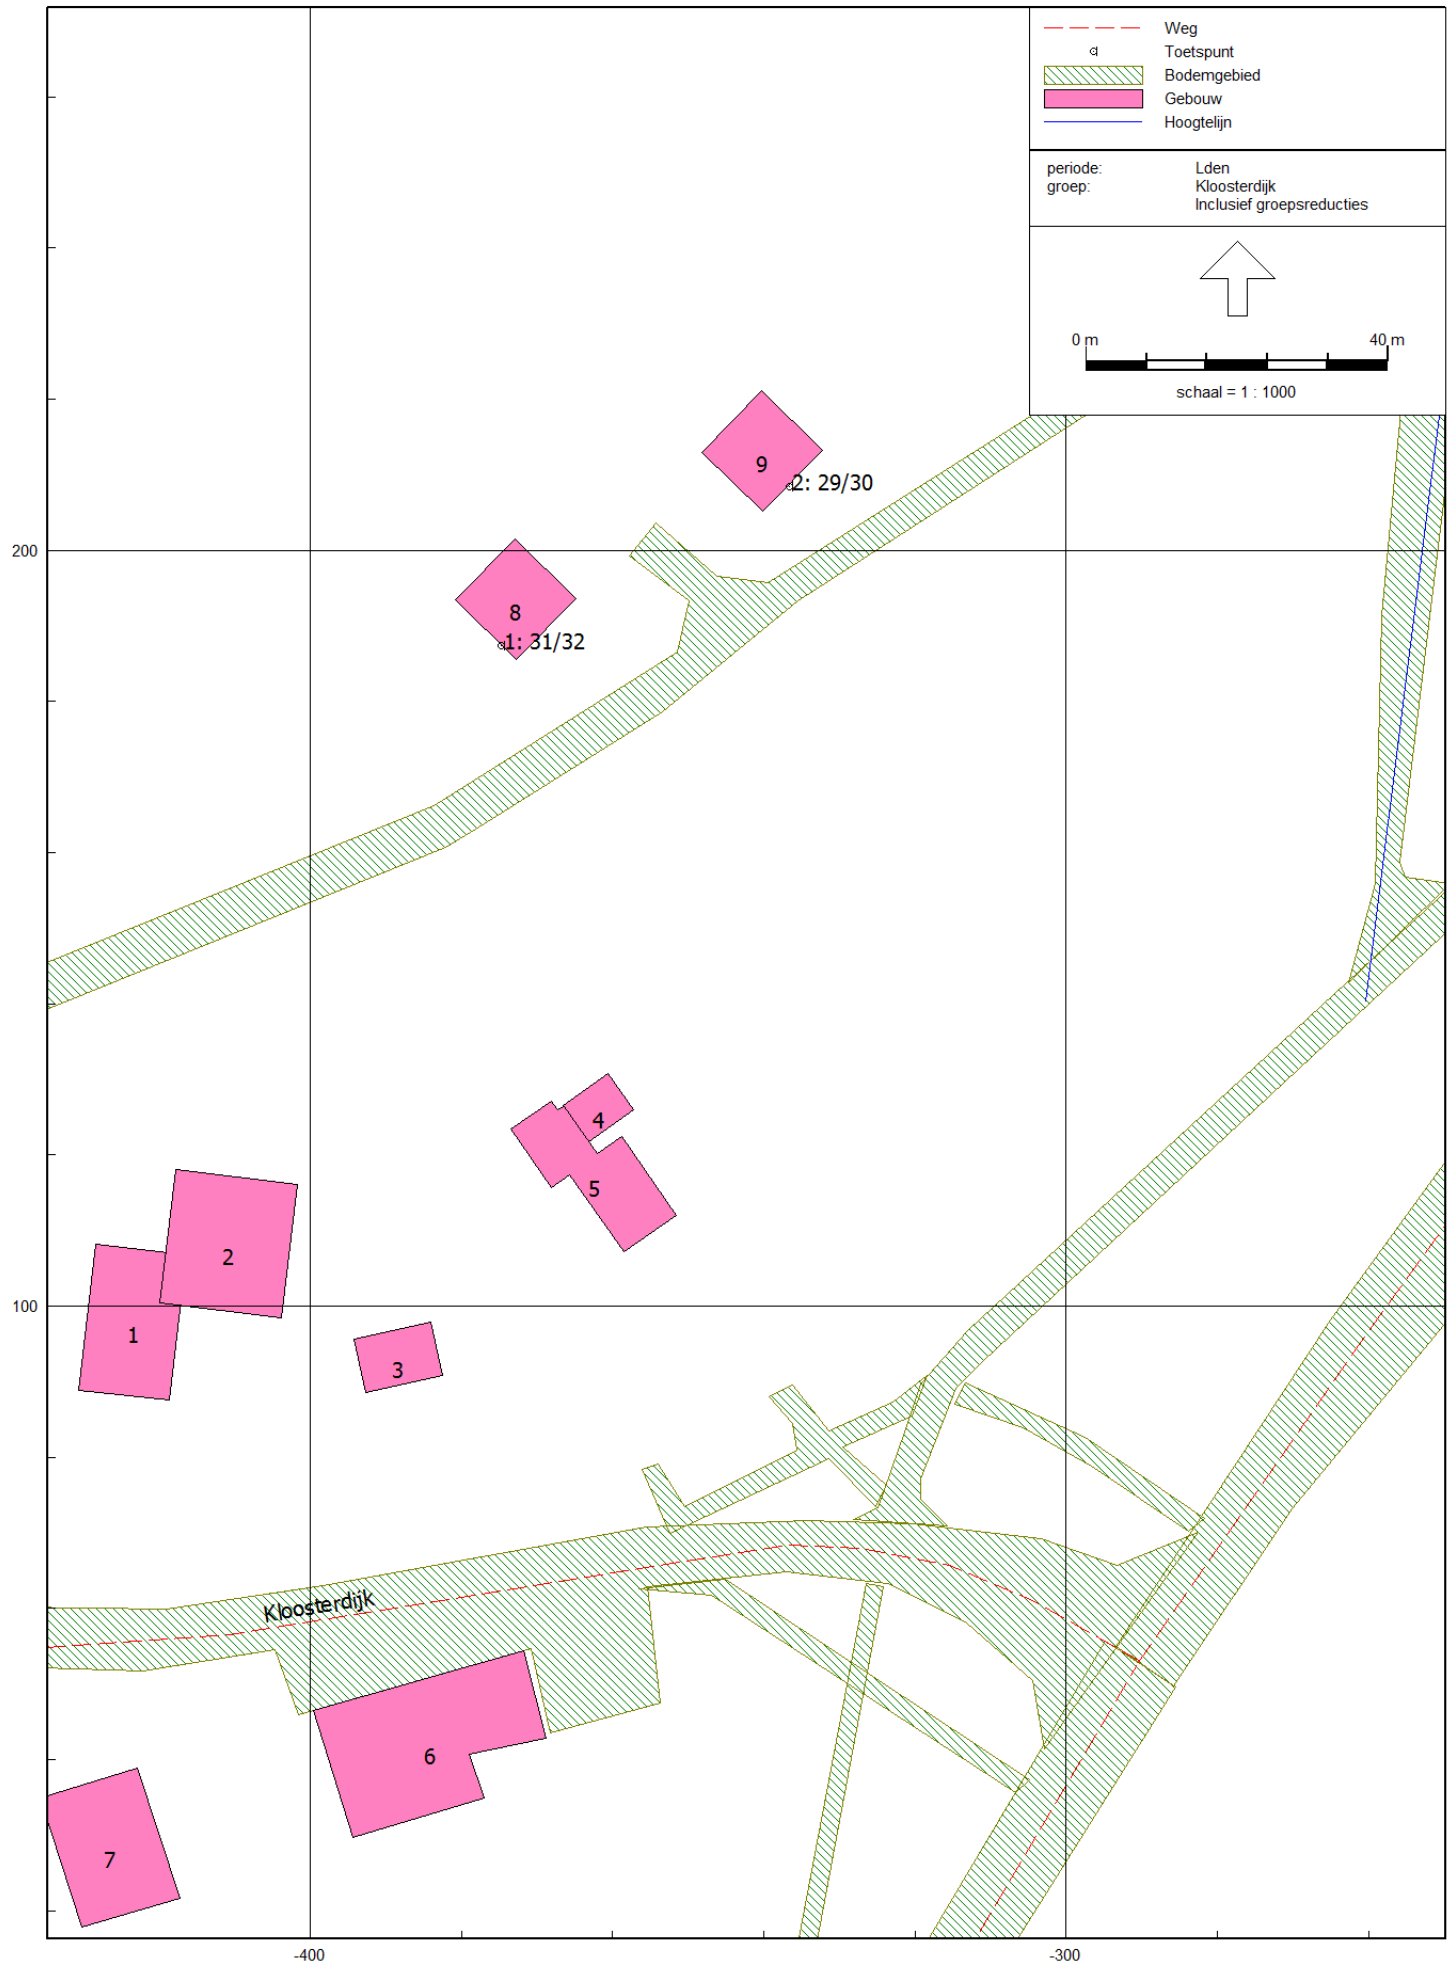 Weg
Toetspunt
Bodemgebied
Gebouw
Hoogtelijn
periode: Lden
groep: Kloosterdijk
Inclusief groepsreducties
0 m 40 m
schaal = 1 : 1000
9
2: 29/30
200
8
1: 31/32
4
5
2
100
1
3
Kloosterdijk
6
7
-400 -300